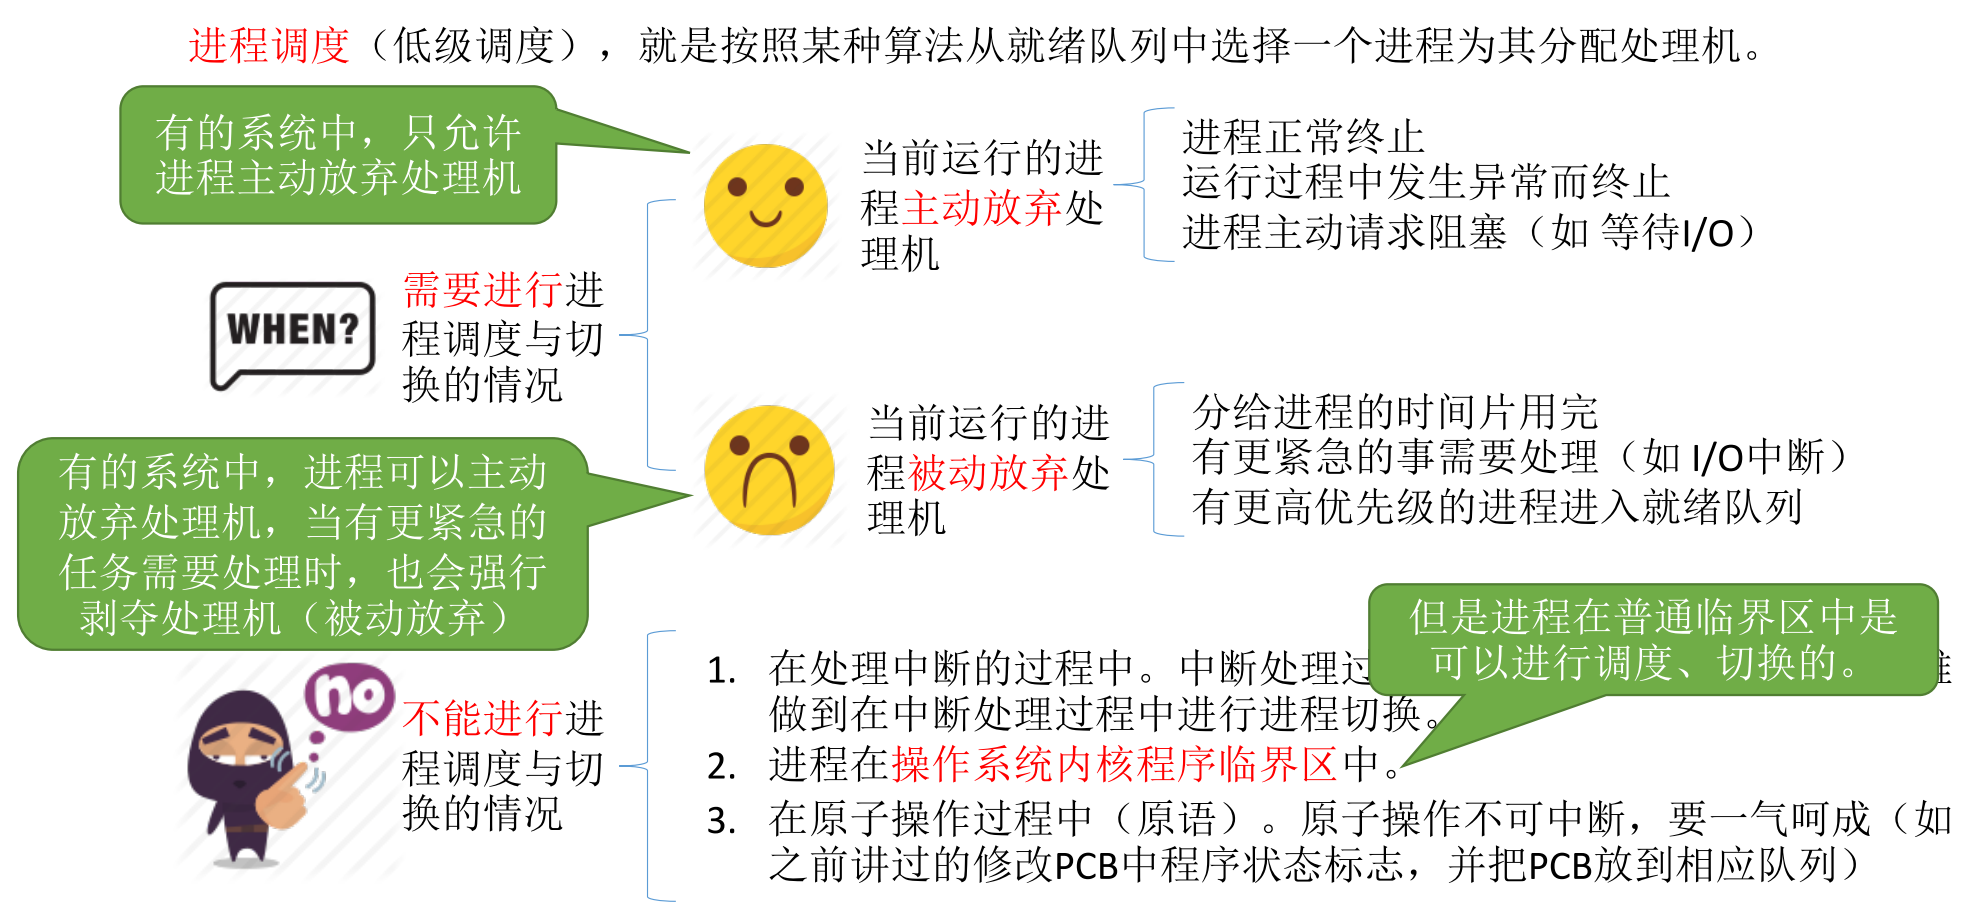 进程调度（低级调度），就是按照某种算法从就绪队列中选择一个进程为其分配处理机。
有的系统中，只允许
进程主动放弃处理机
当前运行的进
程主动放弃处
理机
进程正常终止
运行过程中发生异常而终止
进程主动请求阻塞（如 等待I/O）
WHEN?
需要进行进
程调度与切
换的情况
当前运行的进
程被动放弃处
理机
分给进程的时间片用完
有更紧急的事需要处理（如 I/O中断）
有更高优先级的进程进入就绪队列
有的系统中，进程可以主动
放弃处理机，当有更紧急的
任务需要处理时，也会强行
剥夺处理机（被动放弃）
但是进程在普通临界区中是
可以进行调度、切换的。
no
不能进行进
程调度与切
换的情况
1. 在处理中断的过程中。中断处理过
做到在中断处理过程中进行进程切换。
2. 进程在操作系统内核程序临界区中。
3. 在原子操作过程中（原语）。原子操作不可中断，要一气呵成（如
之前讲过的修改PCB中程序状态标志，并把PCB放到相应队列）